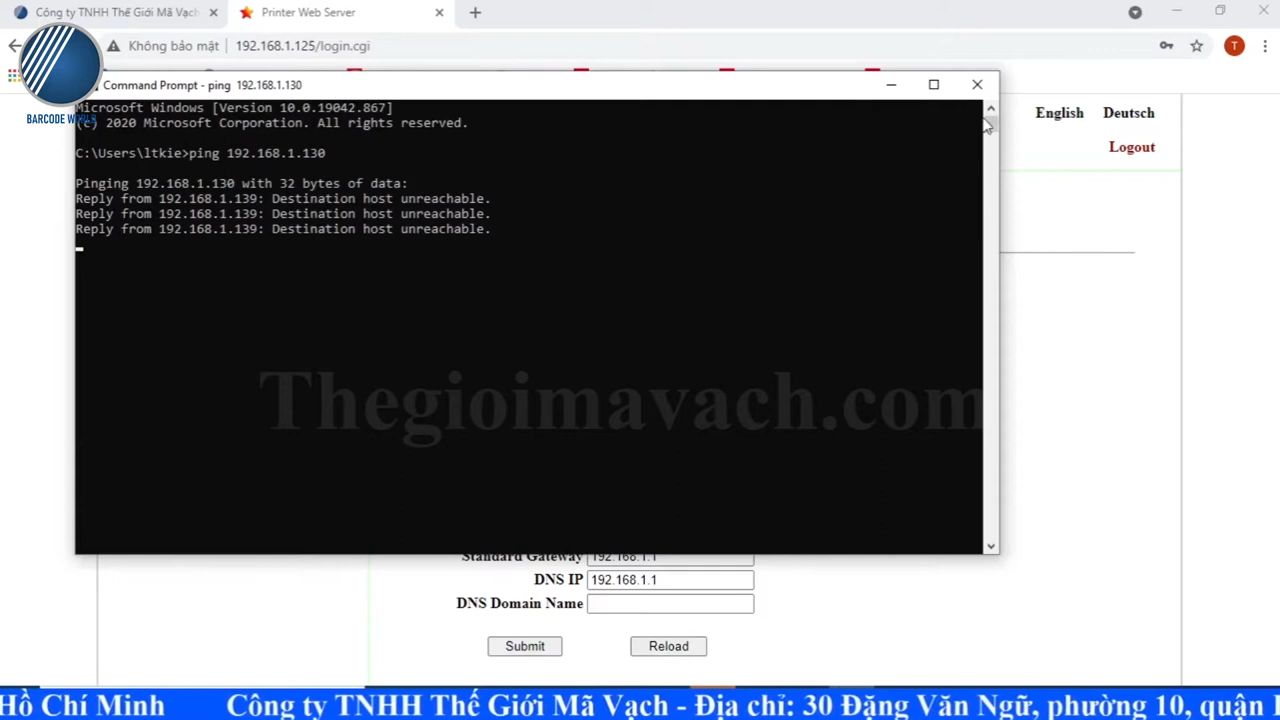 Công ty TNHH Thế Giới Mã Vạch
Printer Web Server
Không bảo mật
192.168.1.125/login.cgi
T
BARCODE WORLD
Command Prompt - ping 192.168.1.130
Microsoft Windows [Version 10.0.19042.867]
(c) 2020 Microsoft Corporation. All rights reserved.
C:\Users\ltkie>ping 192.168.1.130
Pinging 192.168.1.130 with 32 bytes of data:
Reply from 192.168.1.139: Destination host unreachable.
Reply from 192.168.1.139: Destination host unreachable.
Reply from 192.168.1.139: Destination host unreachable.
English Deutsch
Logout
Thegioimavach.com
Standard Gateway 192.168.1.1
DNS IP 192.168.1.1
DNS Domain Name
Submit Reload
Hồ Chí Minh Công ty TNHH Thế Giới Mã Vạch - Địa chỉ: 30 Đặng Văn Ngữ, phường 10, quận